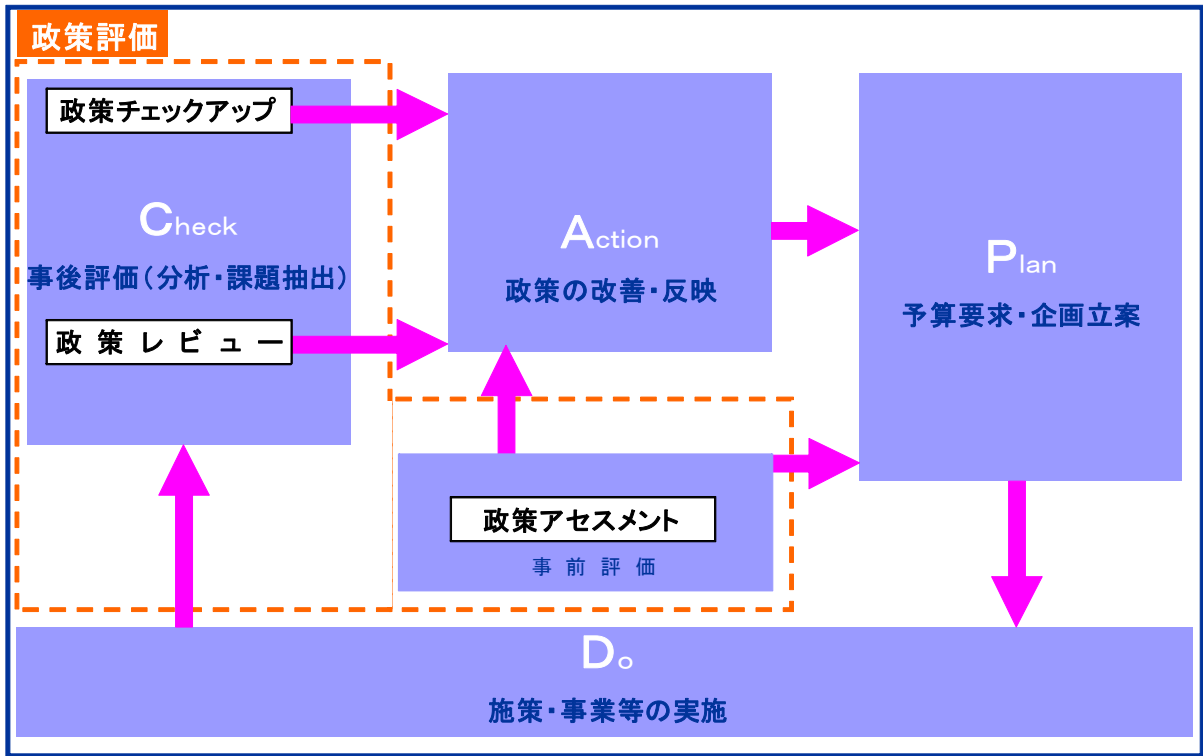 政策評価
政策チェックアップ
Check
事後評価(分析・課題抽出)
政策レビュー
Action
政策の改善・反映
Plan
予算要求・企画立案
政策アセスメント
事前評価
Do
施策・事業等の実施